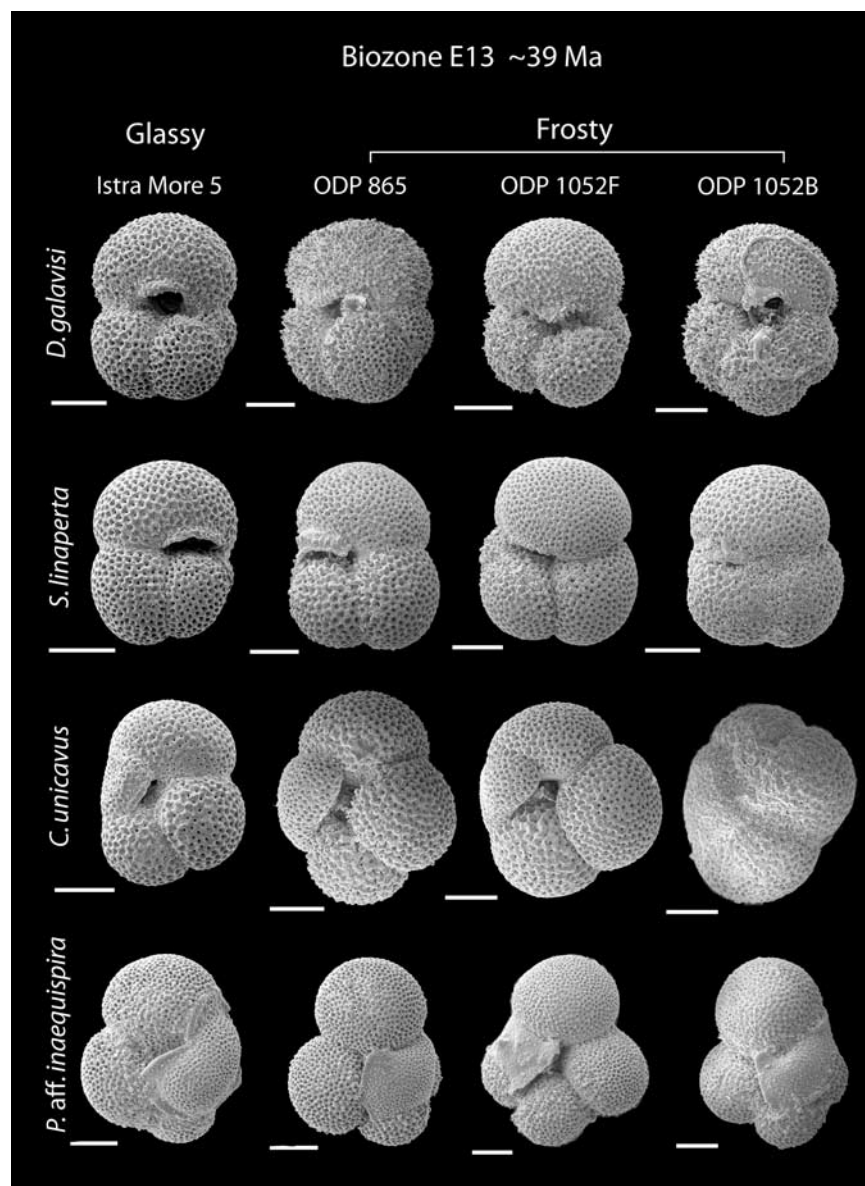 Biozone E13 ~39 Ma
Glassy
Frosty
Istra More 5
ODP 865
ODP 1052F
ODP 1052B
D. galavisi
S. linaperta
C. unicavus
P. aff. inaequispira